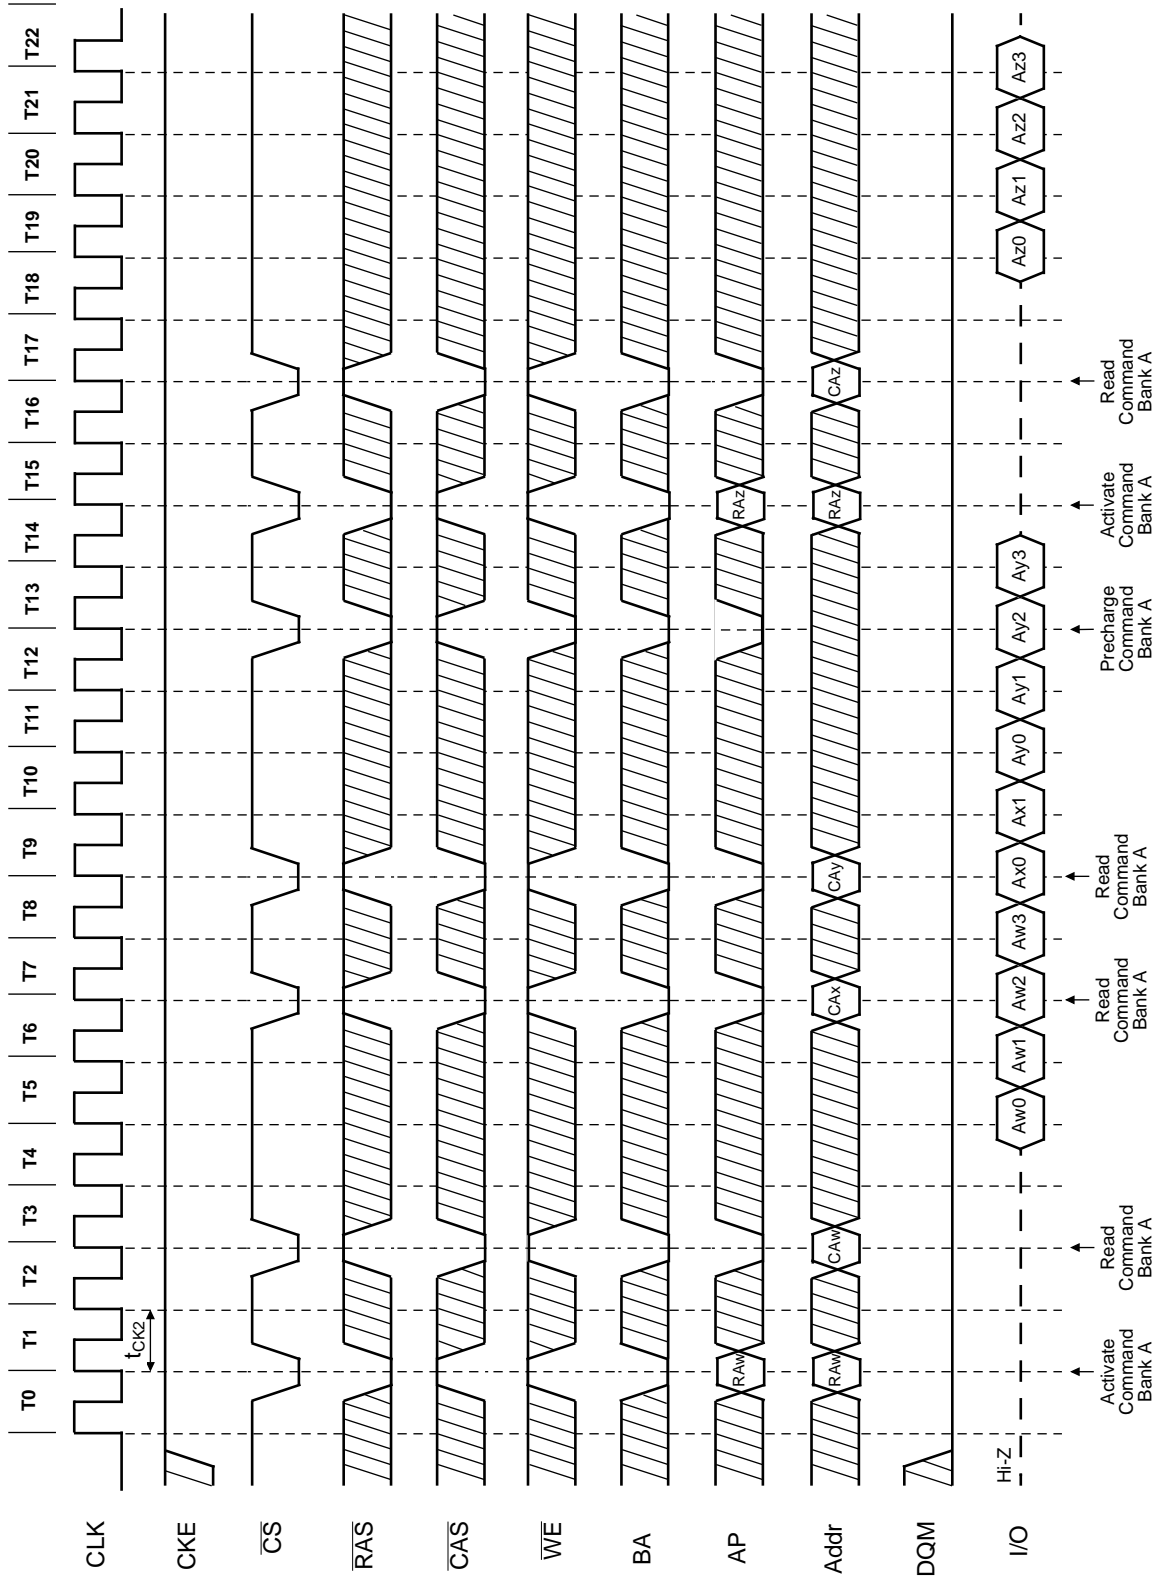 T0 T1 T2 T3 T4 T5 T6 T7 T8 T9 T10 T11 T12 T13 T14 T15 T16 T17 T18 T19 T20 T21 T22
CLK
tCK2
CKE
CS
RAS
CAS
WE
BA
AP
RAw RAz RAz
Addr
RAw CAw CAx CAy RAz CAz
DQM
I/O
Hi-Z
Aw0 Aw1 Aw2 Aw3 Ax0 Ax1 Ay0 Ay1 Ay2 Ay3 Az0 Az1 Az2 Az3
Activate
Command
Bank A
Read
Command
Bank A
Read
Command
Bank A
Read
Command
Bank A
Precharge
Command
Bank A
Activate
Command
Bank A
Read
Command
Bank A